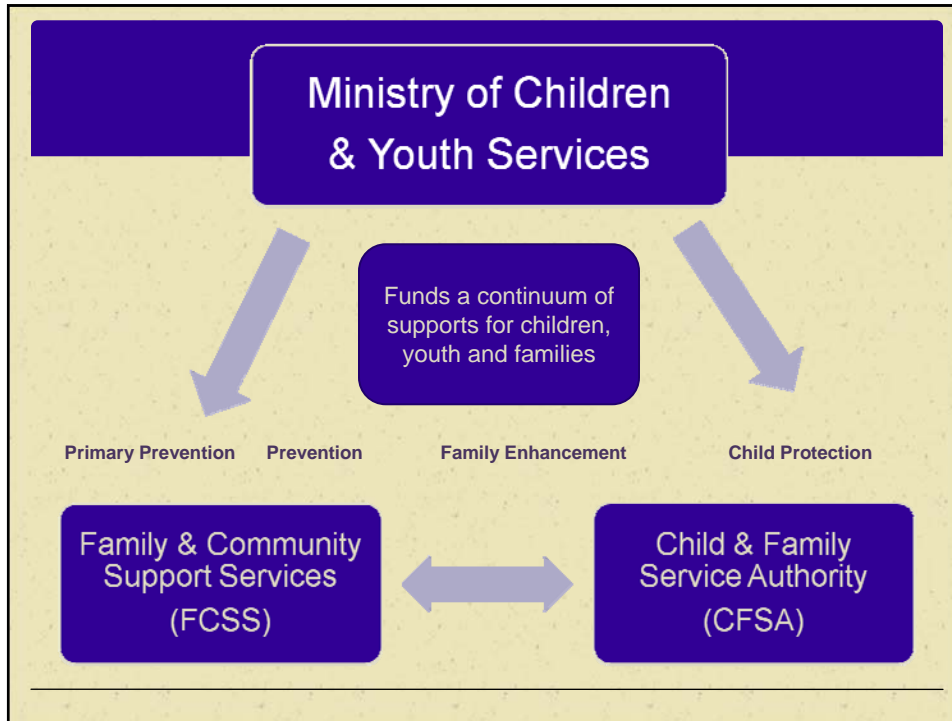 Ministry of Children
& Youth Services
Funds a continuum of
supports for children,
youth and families
Primary Prevention Prevention Family Enhancement Child Protection
Family & Community
Support Services
(FCSS)
Child & Family
Service Authority
(CFSA)